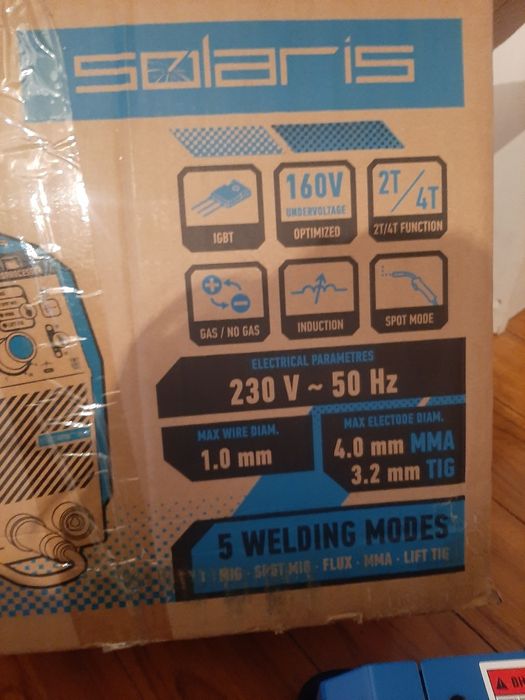 solaris
160V
UNDERVOLTAGE
2T/4T
IGBT
OPTIMIZED
2T/4T FUNCTION
GAS / NO GAS
INDUCTION
SPOT MODE
ELECTRICAL PARAMETRES
230 V ~ 50 Hz
MAX WIRE DIAM.
1.0 mm
MAX ELECTODE DIAM.
4.0 mm MMA
3.2 mm TIG
5 WELDING MODES
MIG · SPOT MIG · FLUX · MMA · LIFT TIG